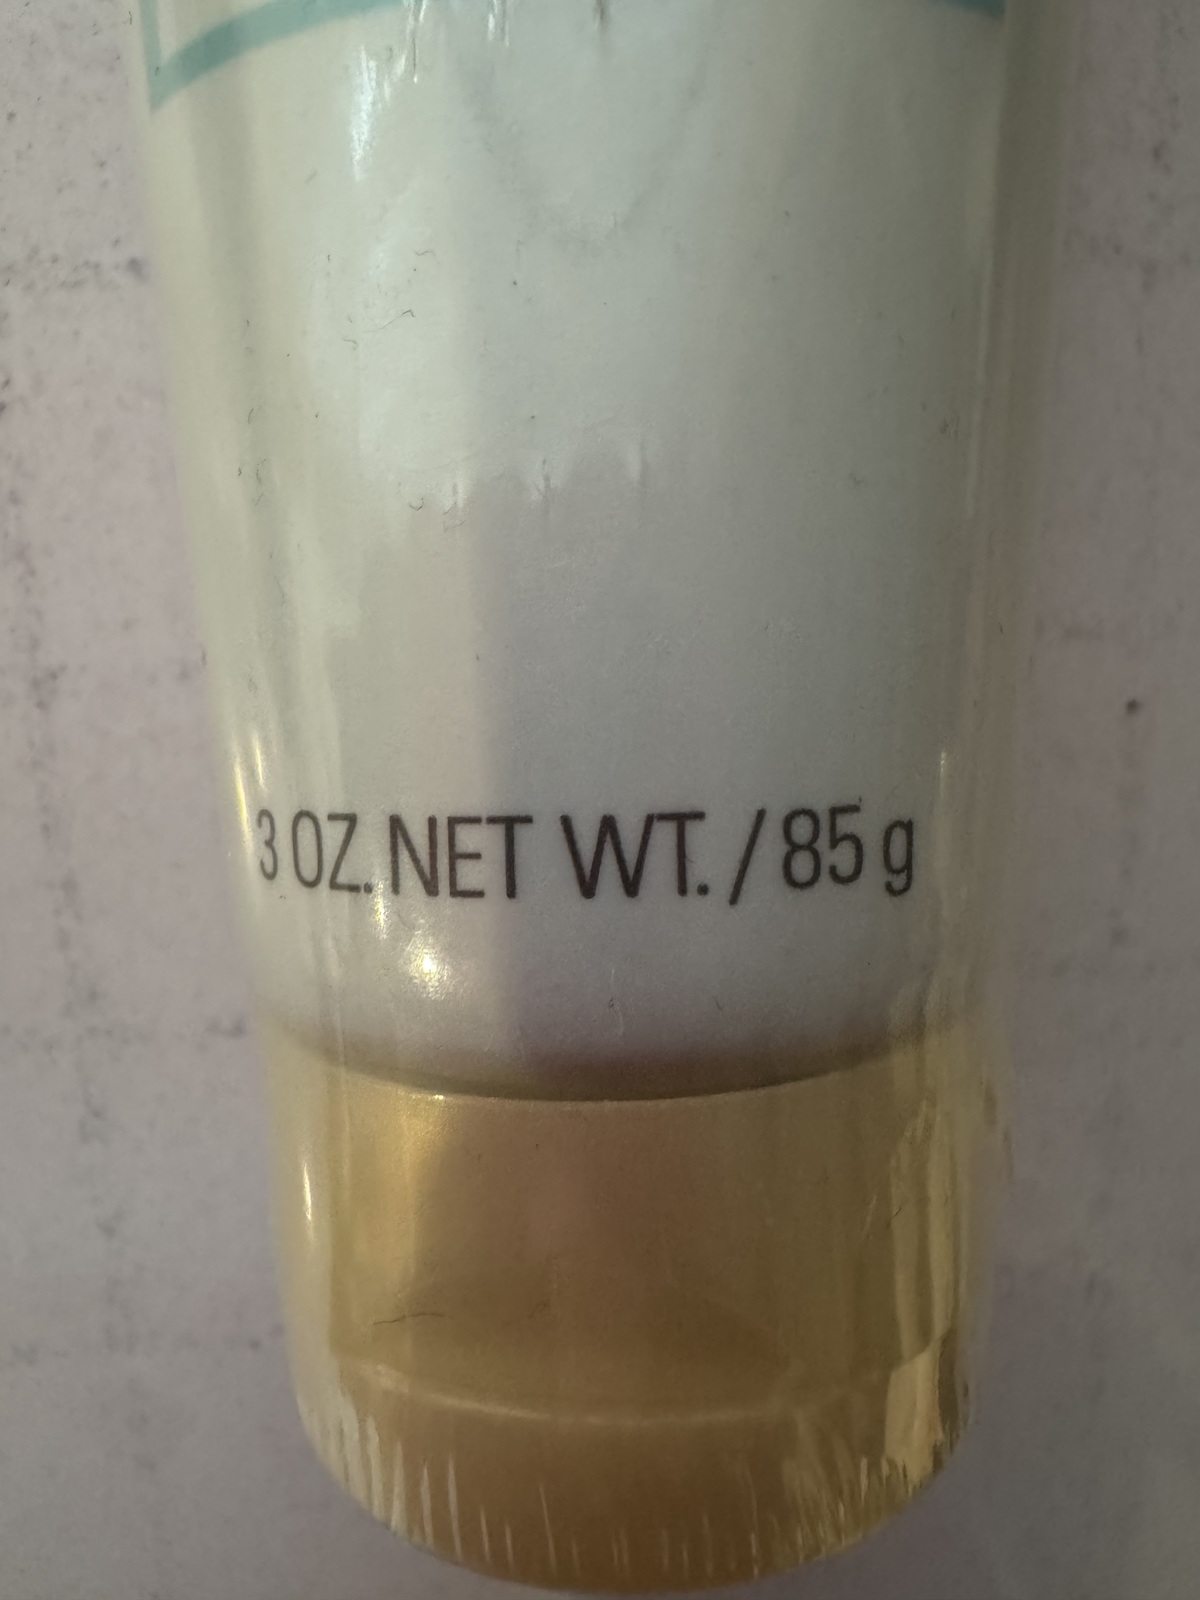 3 OZ. NET WT. / 85 g